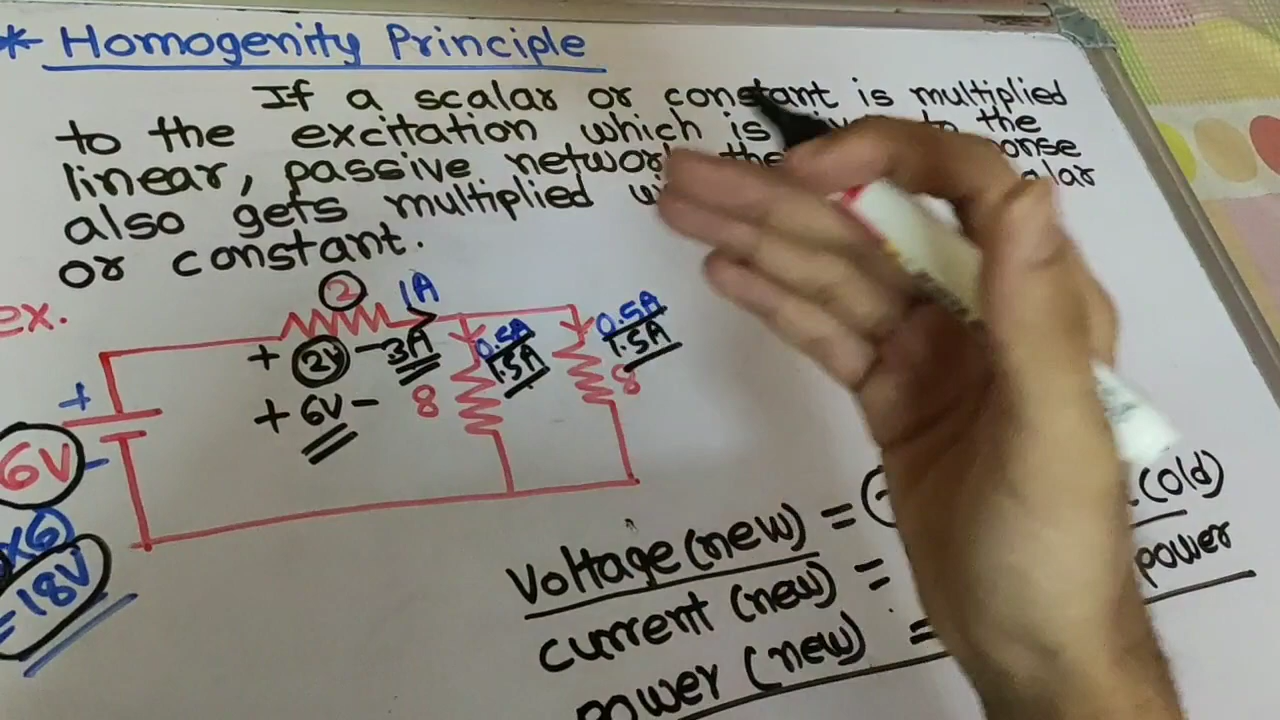 * Homogenity Principle
If a scalar or constant is multiplied
to the excitation which is the
linear, passive network
also gets multiplied
or constant.
ex.
2
1A
+ 2V - 3A
+ 6V -
0.5A
1.5A
8
0.5A
1.5A
8
+
6V
-
x6)
= 18V
Voltage (new) = (old)
current (new) = power
power (new) =